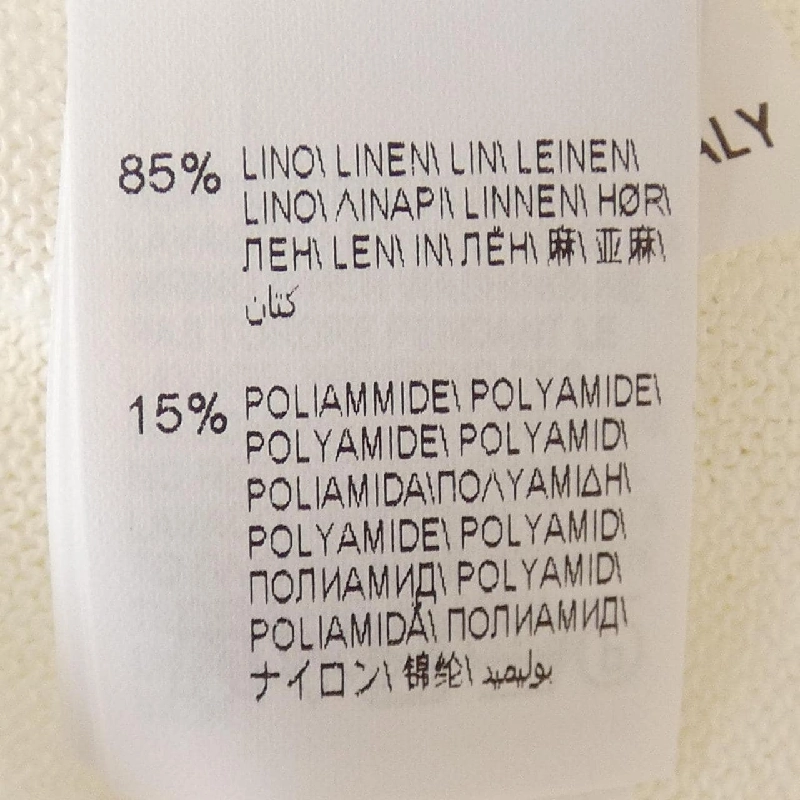 85% LINO\ LINEN\ LIN\ LEINEN\
LINO\ ΛΙΝΑΡΙ\ LINNEN\ HØR\
ЛЕН\ LEN\ IN\ ЛЁН\ 麻\ 亚麻\
كتان
15% POLIAMMIDE\ POLYAMIDE\
POLYAMIDE\ POLYAMID\
POLIAMIDA\ΠΟΛΥΑΜΙΔΗ\
POLYAMIDE\ POLYAMID\
ПОЛИАМИД\ POLYAMID\
POLIAMIDĂ\ ПОЛИАМИД\
ナイロン\ 锦纶\ بوليميد
ALY